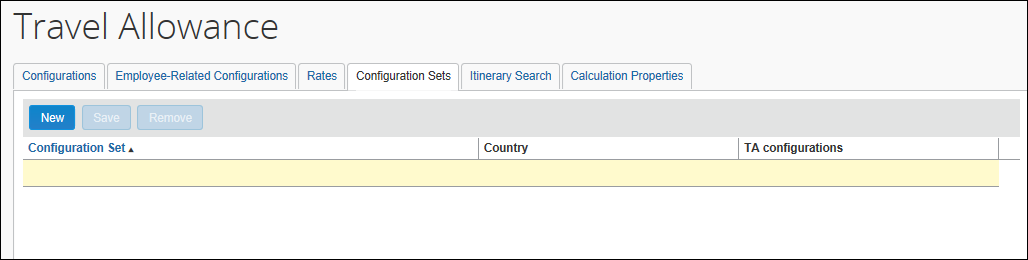 Travel Allowance
Configurations Employee-Related Configurations Rates Configuration Sets Itinerary Search Calculation Properties
New Save Remove
Configuration Set Country TA configurations